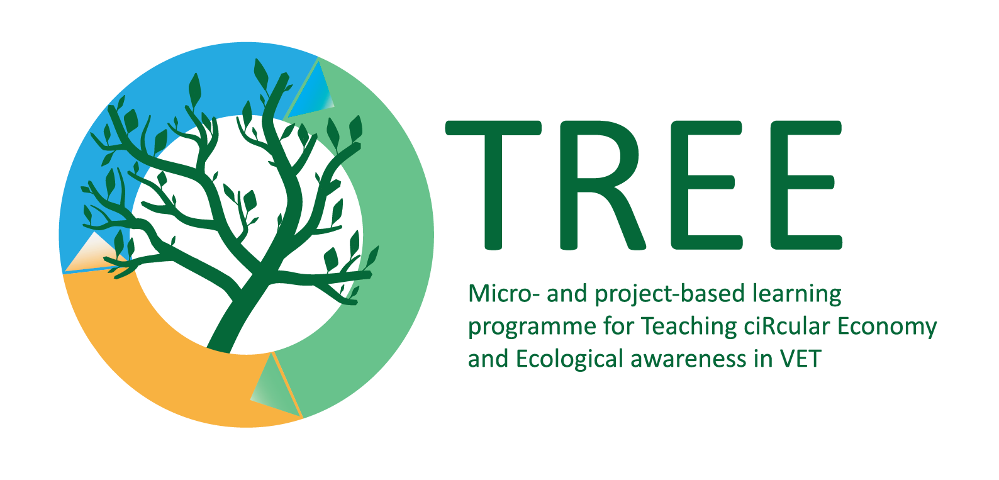 TREE
Micro- and project-based learning
programme for Teaching ciRcular Economy
and Ecological awareness in VET